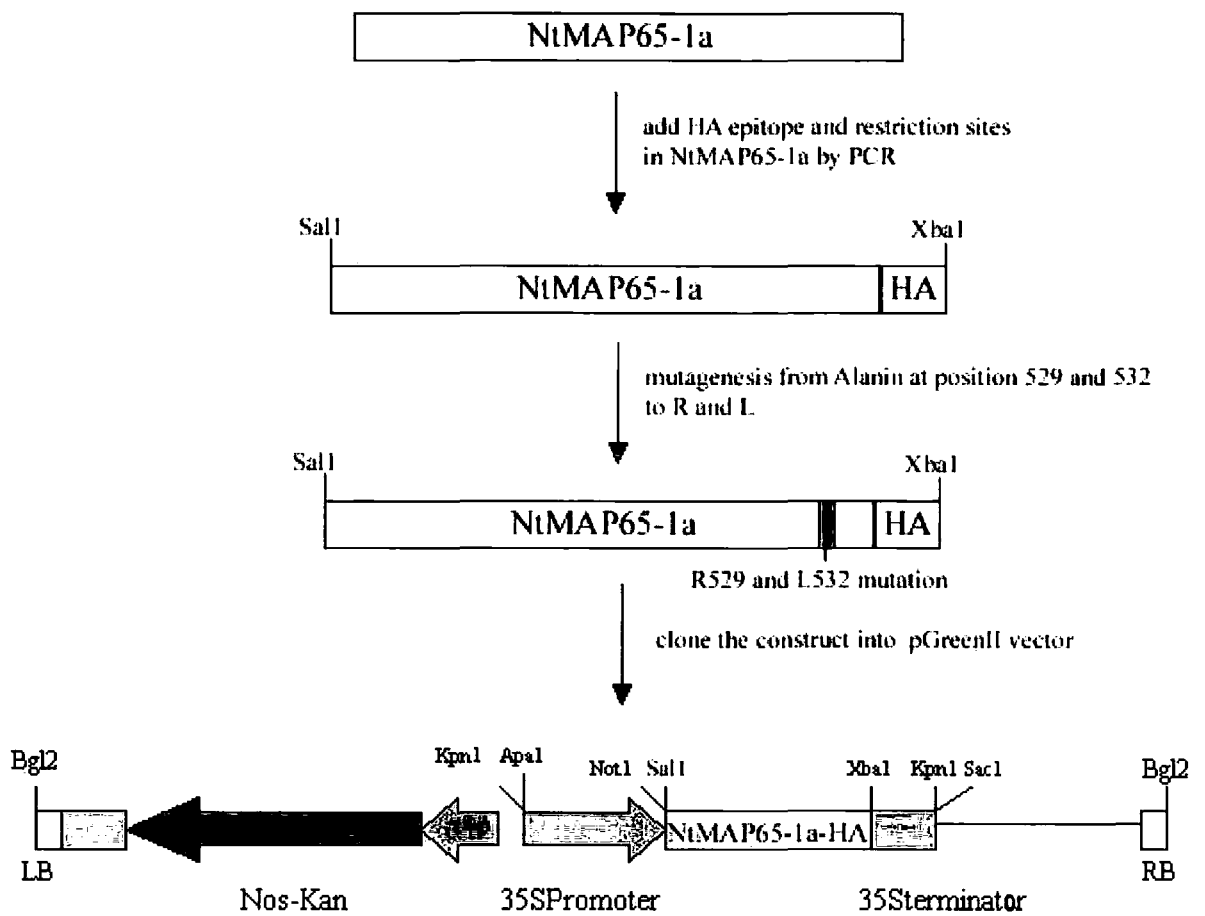 NtMAP65-1a
add HA epitope and restriction sites
in NtMAP65-1a by PCR
Sal1 Xba1
NtMAP65-1a HA
mutagenesis from Alanin at position 529 and 532
to R and L
Sal1 Xba1
NtMAP65-1a HA
R529 and L532 mutation
clone the construct into pGreenII vector
Bgl2 Kpn1 Apa1 Not1 Sal1 Xba1 Kpn1 Sac1 Bgl2
NtMAP65-1a-HA
LB RB
Nos-Kan 35SPromoter 35Sterminator